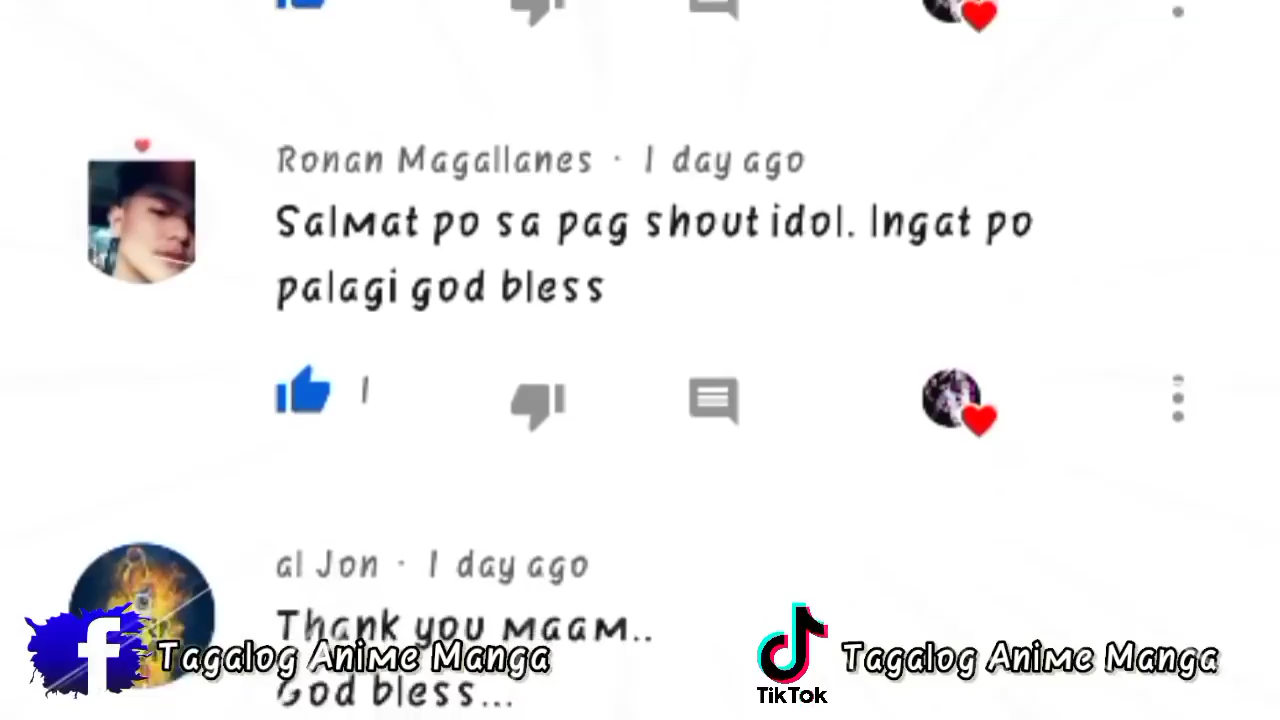 Ronan Magallanes · 1 day ago
Salmat po sa pag shout idol. Ingat po
palagi god bless
1
al Jon · 1 day ago
Thank you maam..
God bless...
Tagalog Anime Manga
Tagalog Anime Manga
TikTok